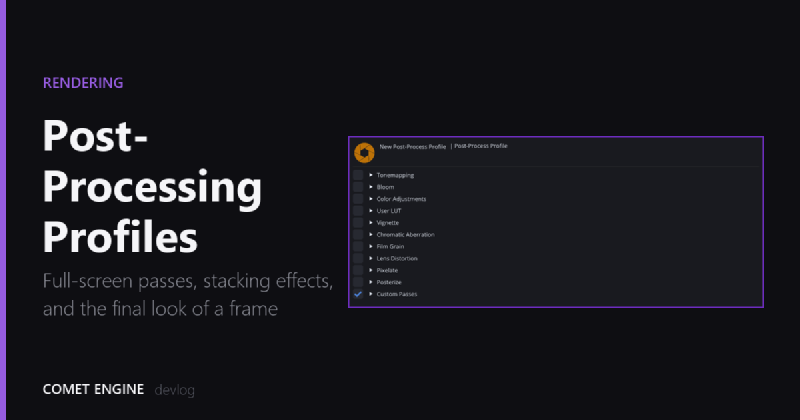 RENDERING
Post-
Processing
Profiles
Full-screen passes, stacking effects,
and the final look of a frame
New Post-Process Profile | Post-Process Profile
Tonemapping
Bloom
Color Adjustments
User LUT
Vignette
Chromatic Aberration
Film Grain
Lens Distortion
Pixelate
Posterize
Custom Passes
COMET ENGINE devlog